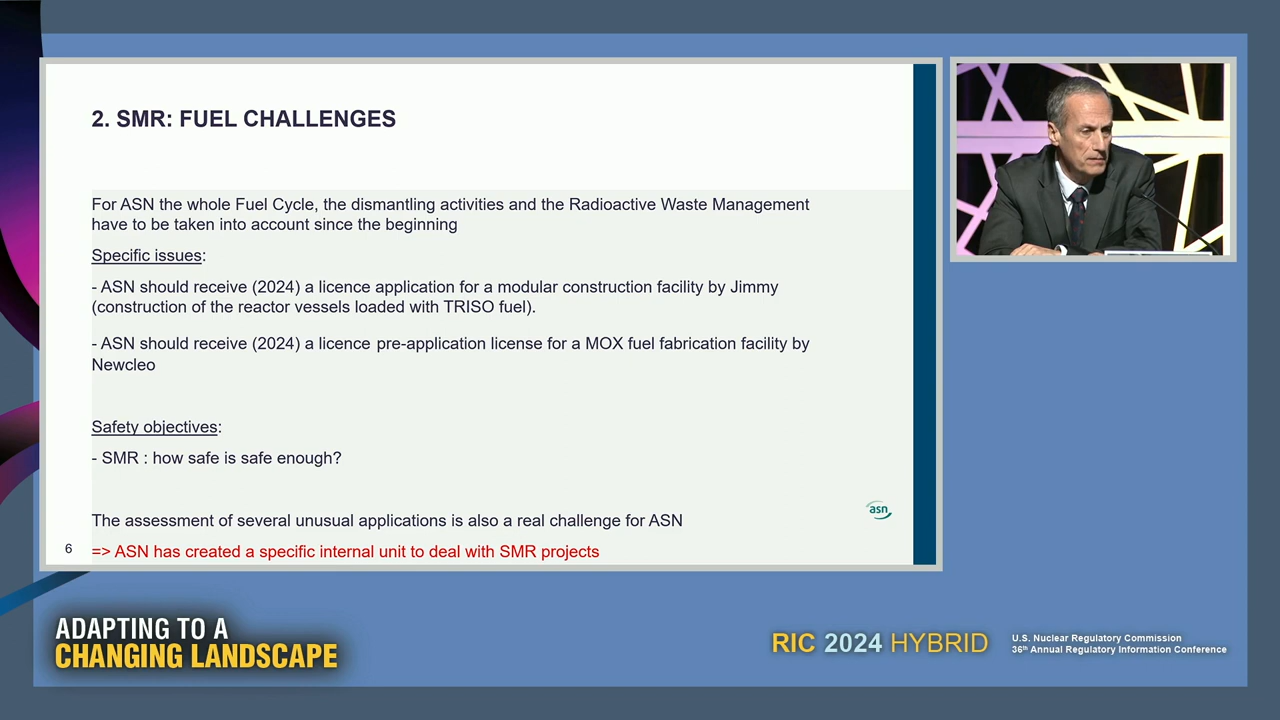 2. SMR: FUEL CHALLENGES
For ASN the whole Fuel Cycle, the dismantling activities and the Radioactive Waste Management
have to be taken into account since the beginning
Specific issues:
- ASN should receive (2024) a licence application for a modular construction facility by Jimmy
(construction of the reactor vessels loaded with TRISO fuel).
- ASN should receive (2024) a licence pre-application license for a MOX fuel fabrication facility by
Newcleo
Safety objectives:
- SMR : how safe is safe enough?
The assessment of several unusual applications is also a real challenge for ASN
=> ASN has created a specific internal unit to deal with SMR projects
6
asn
ADAPTING TO A
CHANGING LANDSCAPE
RIC 2024 HYBRID
U.S. Nuclear Regulatory Commission
36th Annual Regulatory Information Conference